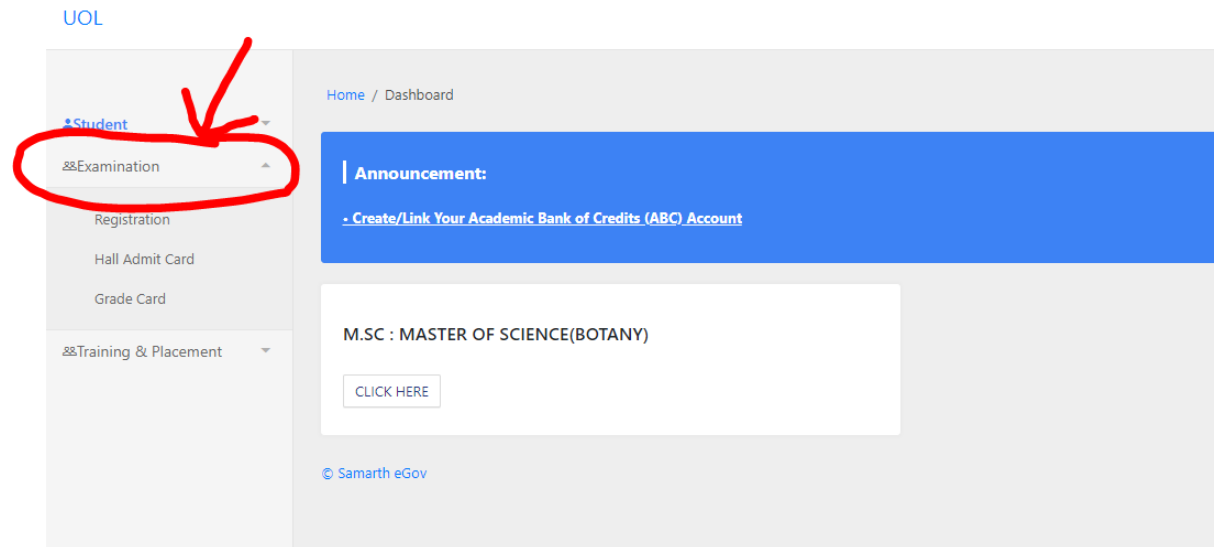 UOL
Student
Examination
Registration
Hall Admit Card
Grade Card
Training & Placement
Home / Dashboard
Announcement:
• Create/Link Your Academic Bank of Credits (ABC) Account
M.SC : MASTER OF SCIENCE(BOTANY)
CLICK HERE
© Samarth eGov